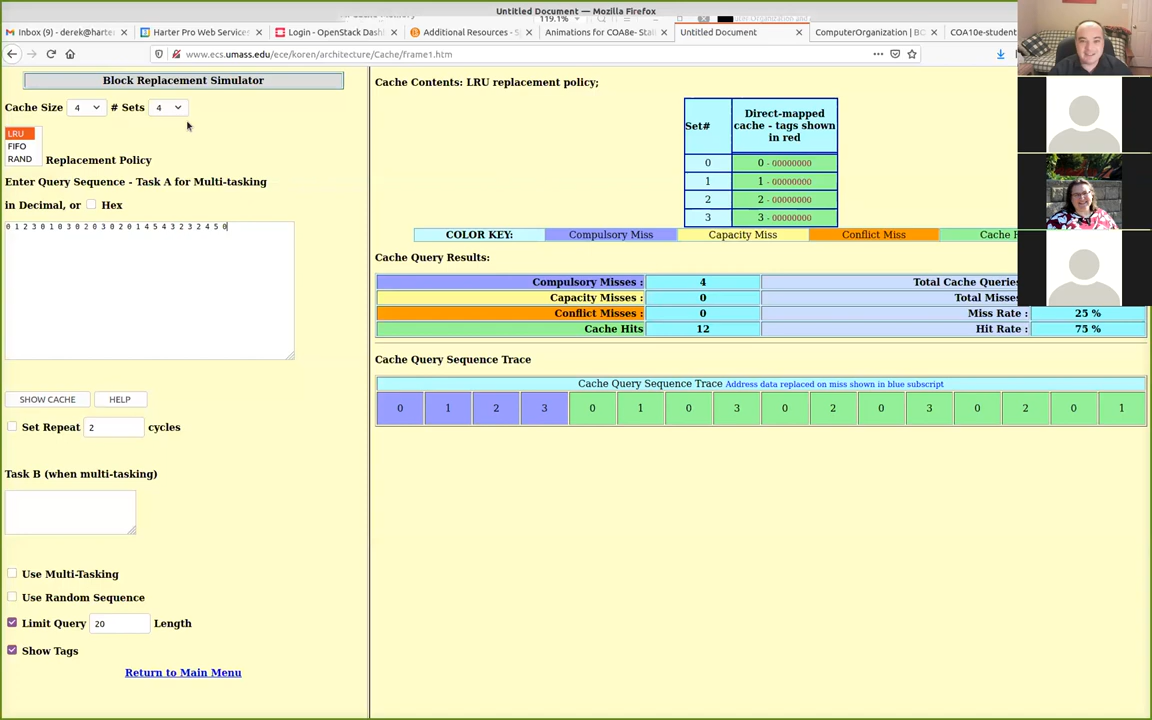 Untitled Document — Mozilla Firefox
119.1%
Inbox (9) - derek@harter
Harter Pro Web Services
Login - OpenStack Dash
Additional Resources - S
Animations for COA8e- Stal
Untitled Document
ComputerOrganization | BC
COA10e-student
www.ecs.umass.edu/ece/koren/architecture/Cache/frame1.htm
Block Replacement Simulator
Cache Size 4 # Sets 4
LRU
FIFO
RAND
Replacement Policy
Enter Query Sequence - Task A for Multi-tasking
in Decimal, or Hex
0 1 2 3 0 1 0 3 0 2 0 3 0 2 0 1 4 5 4 3 2 3 2 4 5 0
SHOW CACHE HELP
Set Repeat 2 cycles
Task B (when multi-tasking)
Use Multi-Tasking
Use Random Sequence
Limit Query 20 Length
Show Tags
Return to Main Menu
Cache Contents: LRU replacement policy;
Set# Direct-mapped cache - tags shown in red
0 0 - 00000000
1 1 - 00000000
2 2 - 00000000
3 3 - 00000000
COLOR KEY: Compulsory Miss Capacity Miss Conflict Miss Cache H
Cache Query Results:
Compulsory Misses : 4 Total Cache Queries
Capacity Misses : 0 Total Misses
Conflict Misses : 0 Miss Rate : 25 %
Cache Hits 12 Hit Rate : 75 %
Cache Query Sequence Trace
Cache Query Sequence Trace Address data replaced on miss shown in blue subscript
0 1 2 3 0 1 0 3 0 2 0 3 0 2 0 1